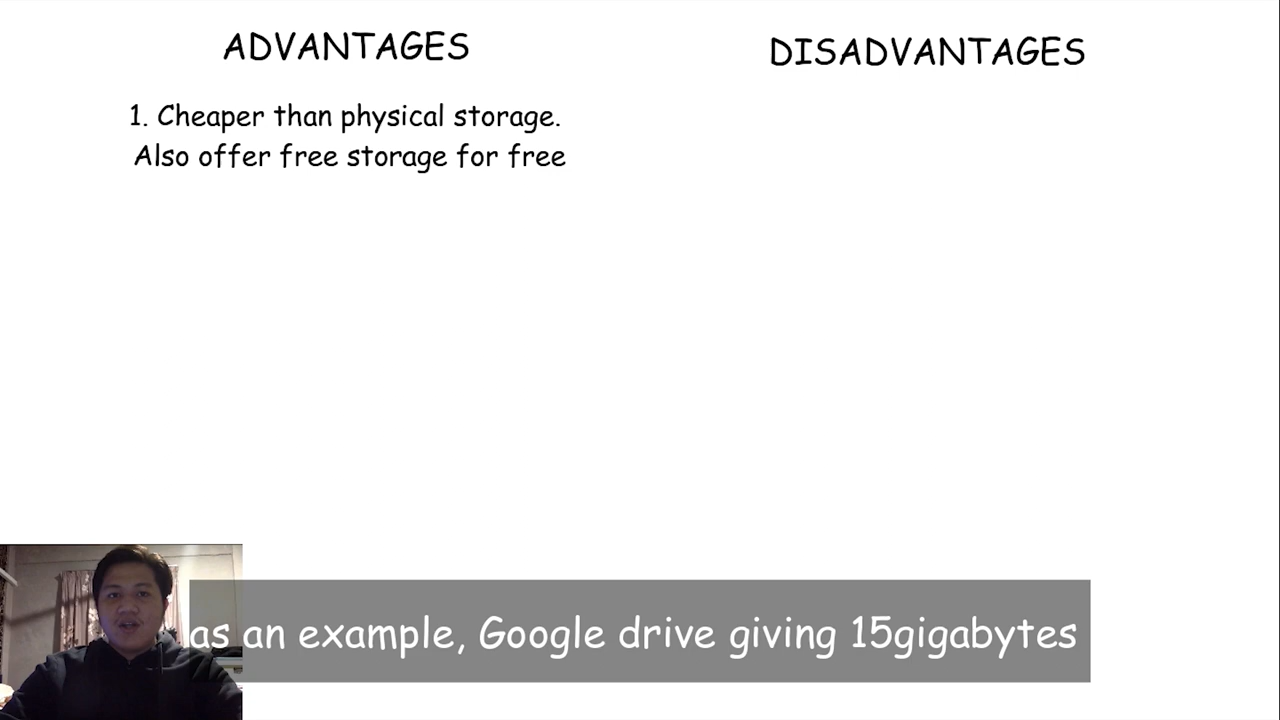 ADVANTAGES
DISADVANTAGES
1. Cheaper than physical storage.
Also offer free storage for free
as an example, Google drive giving 15gigabytes